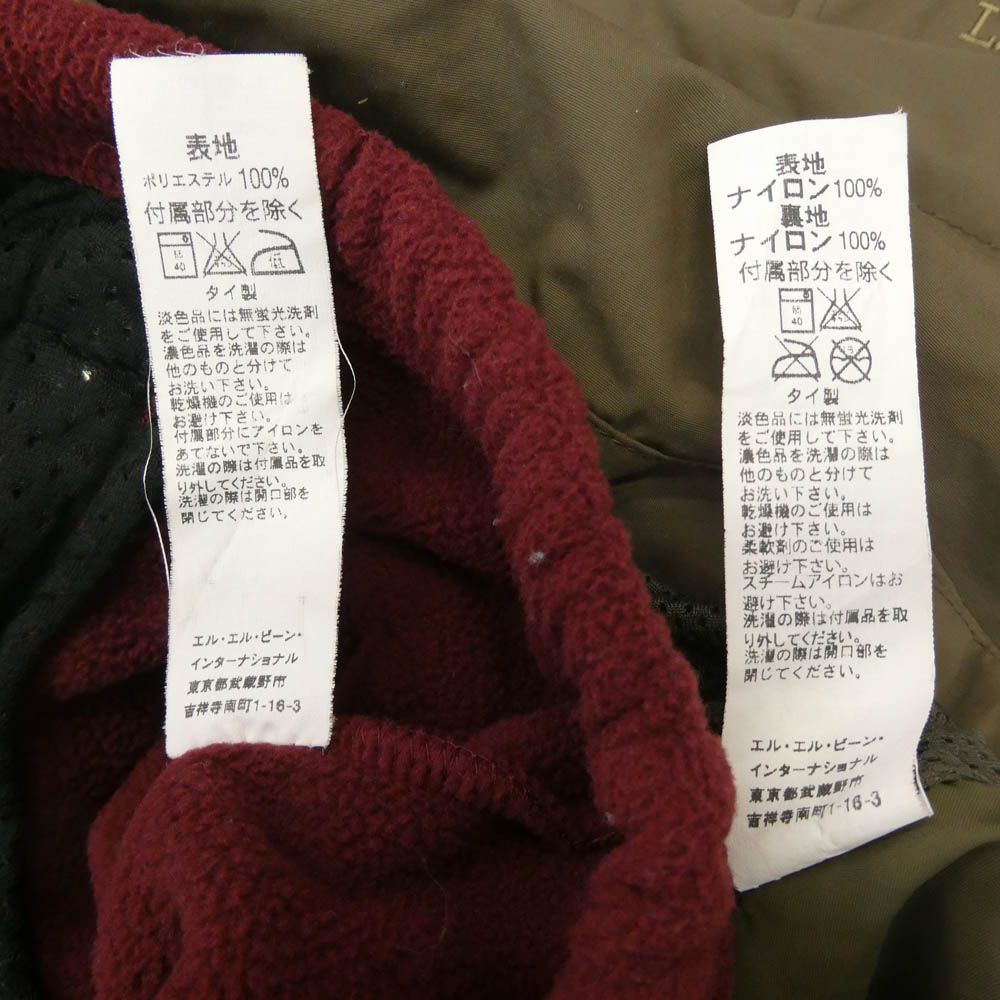 表地
ポリエステル 100%
付属部分を除く
40
低
タイ製
淡色品には無蛍光洗剤
をご使用して下さい。
濃色品を洗濯の際は
他のものと分けて
お洗い下さい。
乾燥機のご使用は
お避け下さい。
付属部分にアイロンを
あてないで下さい。
洗濯の際は付属品を取
り外してください。
洗濯の際は開口部を
閉じてください。
エル・エル・ビーン・
インターナショナル
東京都武蔵野市
吉祥寺南町1-16-3
表地
ナイロン100%
裏地
ナイロン100%
付属部分を除く
40
タイ製
淡色品には無蛍光洗剤
をご使用して下さい。
濃色品を洗濯の際は
他のものと分けて
お洗い下さい。
乾燥機のご使用は
お避け下さい。
柔軟剤のご使用は
お避け下さい。
スチームアイロンはお
避け下さい。
洗濯の際は付属品を取
り外してください。
洗濯の際は開口部を
閉じてください。
エル・エル・ビーン・
インターナショナル
東京都武蔵野市
吉祥寺南町1-16-3